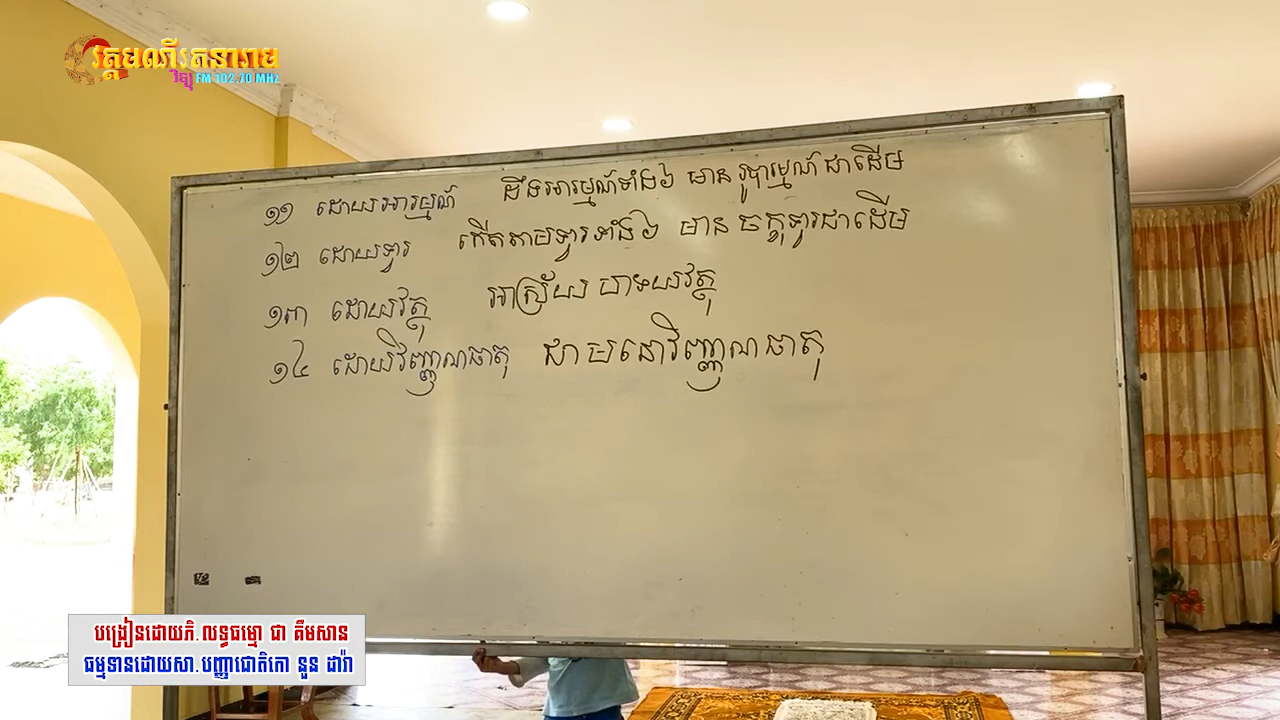 វត្តមណីរតនារាម
វិទ្យុ FM 102.70 MHz
១១ ដោយអារម្មណ៍ ដឹងអារម្មណ៍ទាំង៦ មាន រូបារម្មណ៍ ជាដើម
១២ ដោយទ្វារ កើតតាមទ្វារទាំង៦ មាន ចក្ខុទ្វារជាដើម
១៣ ដោយវត្ថុ អាស្រ័យ ហទយវត្ថុ
១៤ ដោយវិញ្ញាណធាតុ ជាមនោវិញ្ញាណធាតុ
បង្រៀនដោយភិ.លទ្ធធម្មោ ជា គឹមសាន
ធម្មទានដោយសា.បញ្ញាជោតិកោ នួន ដារ៉ា